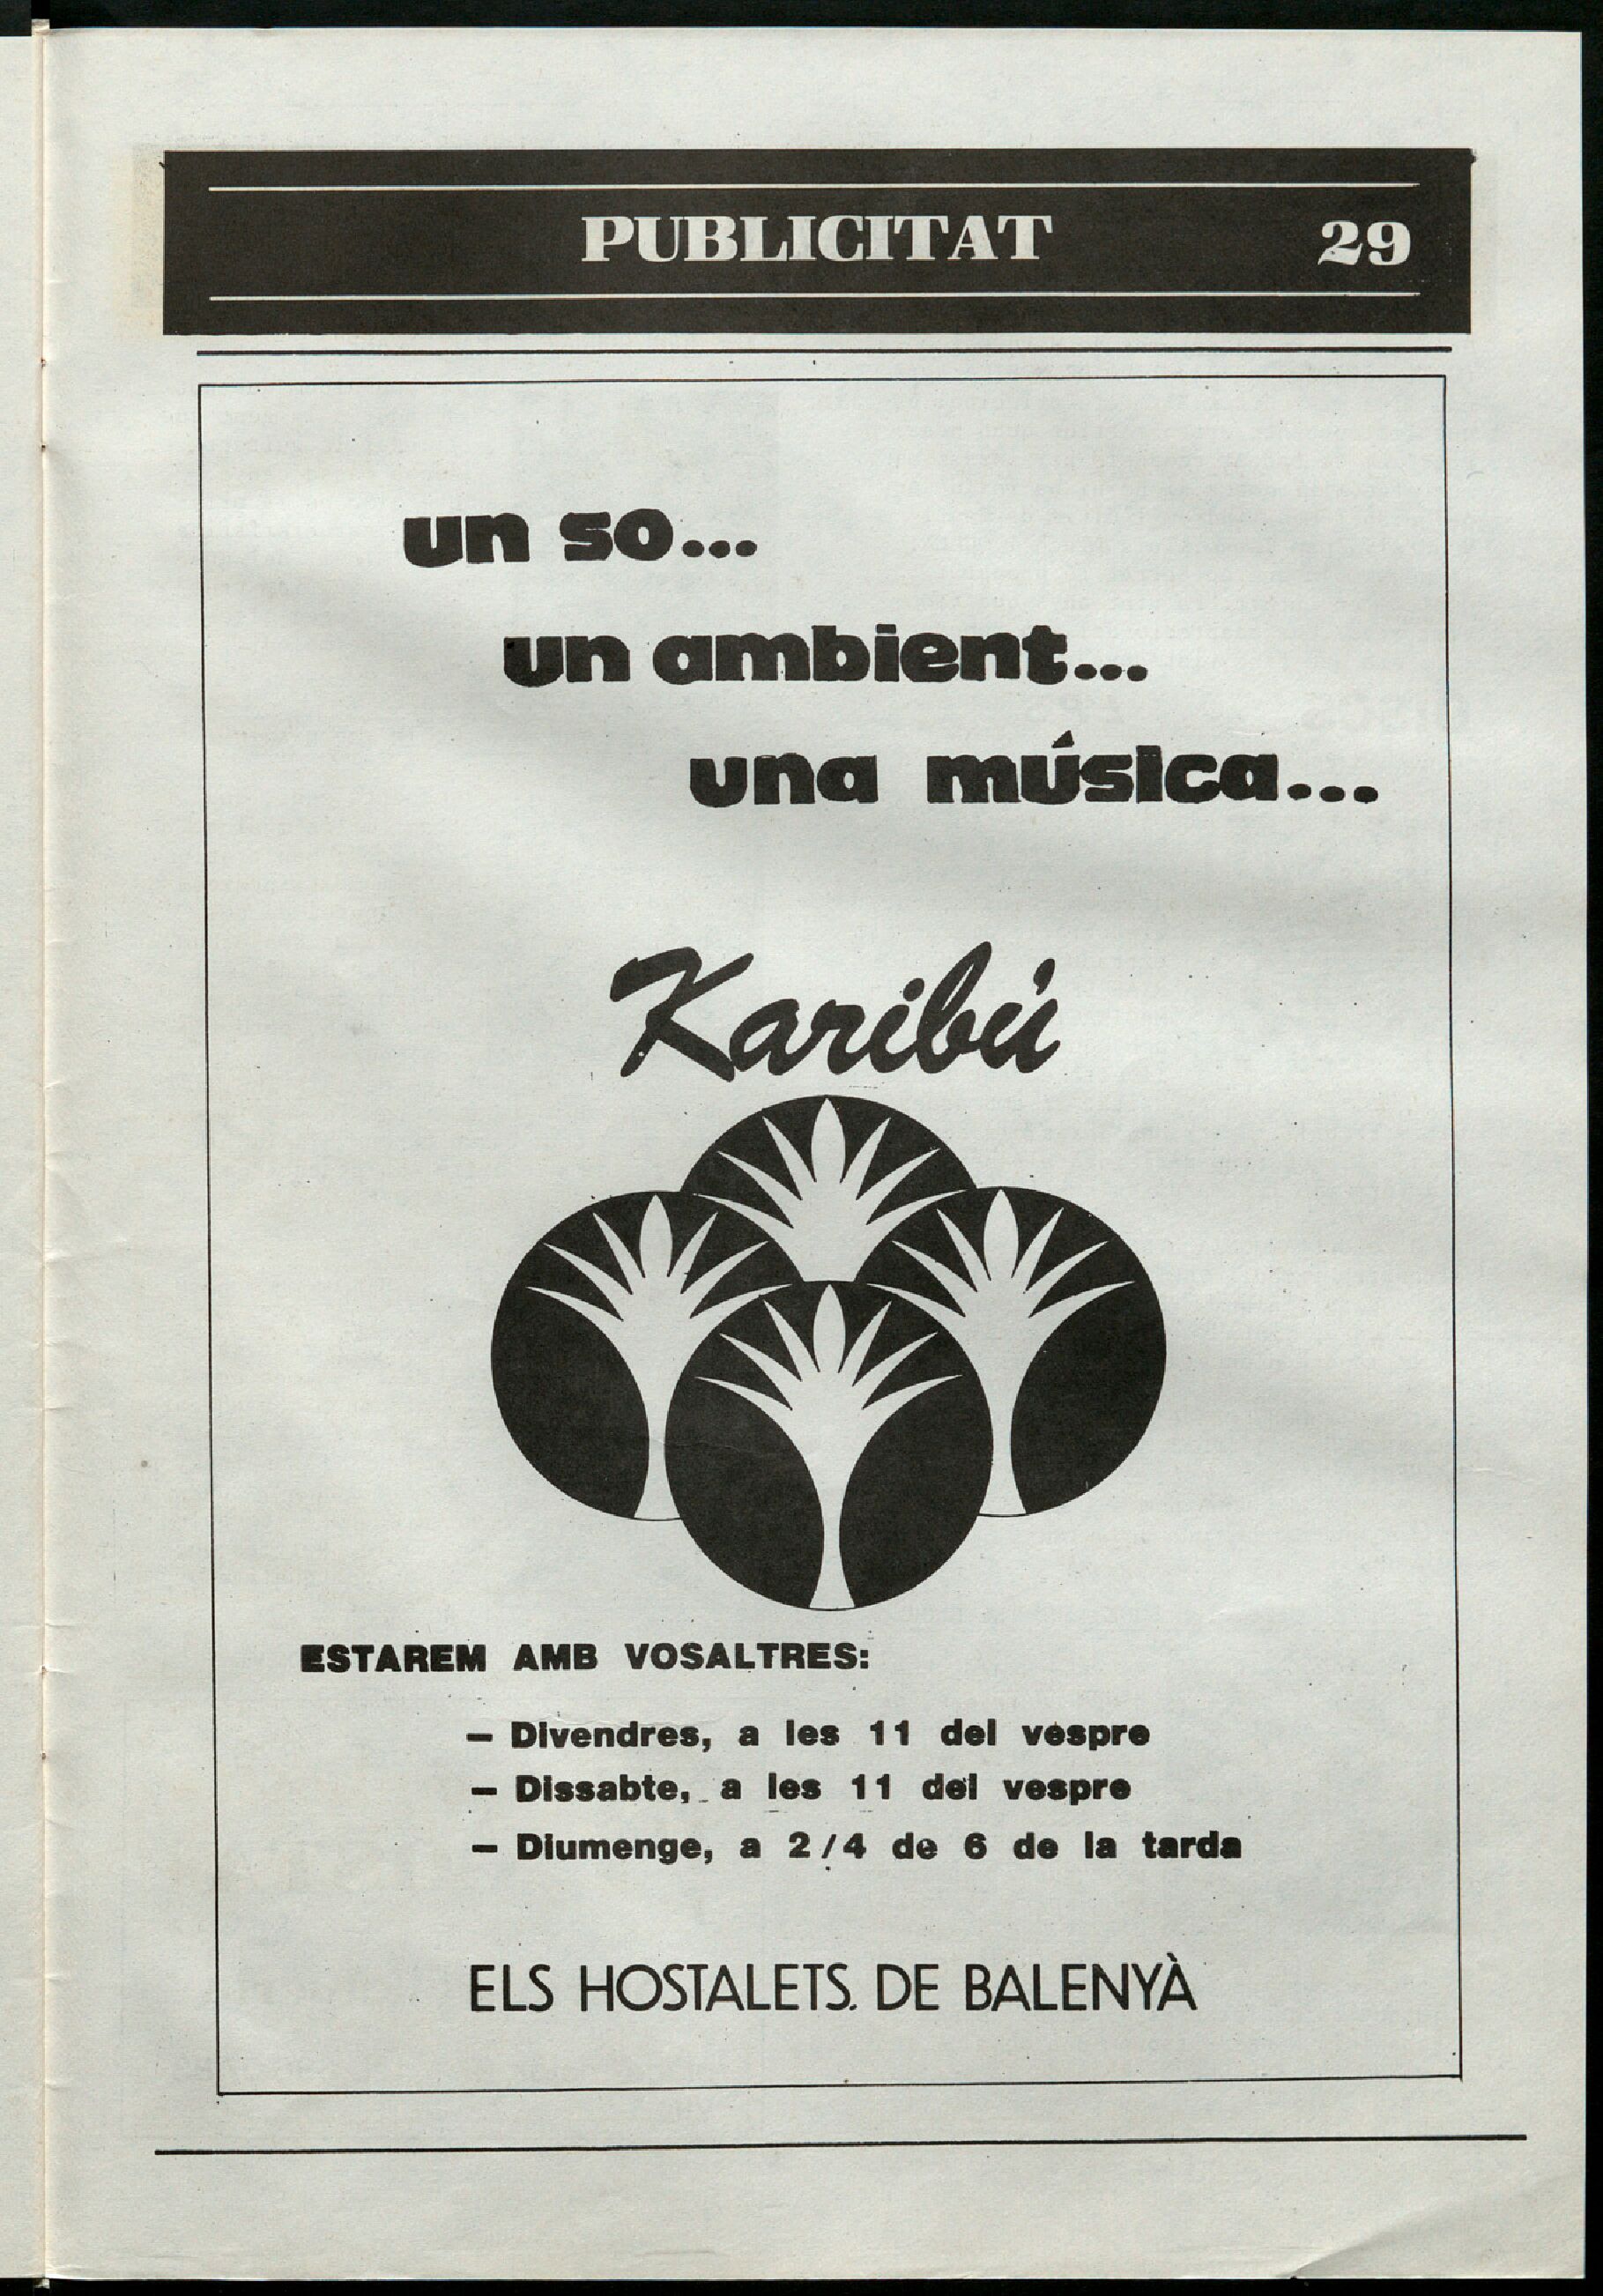 PUBLICITAT 29
un so...
un ambient...
una música...
Karibú
ESTAREM AMB VOSALTRES:
– Divendres, a les 11 del vespre
– Dissabte, a les 11 del vespre
– Diumenge, a 2/4 de 6 de la tarda
ELS HOSTALETS. DE BALENYÀ